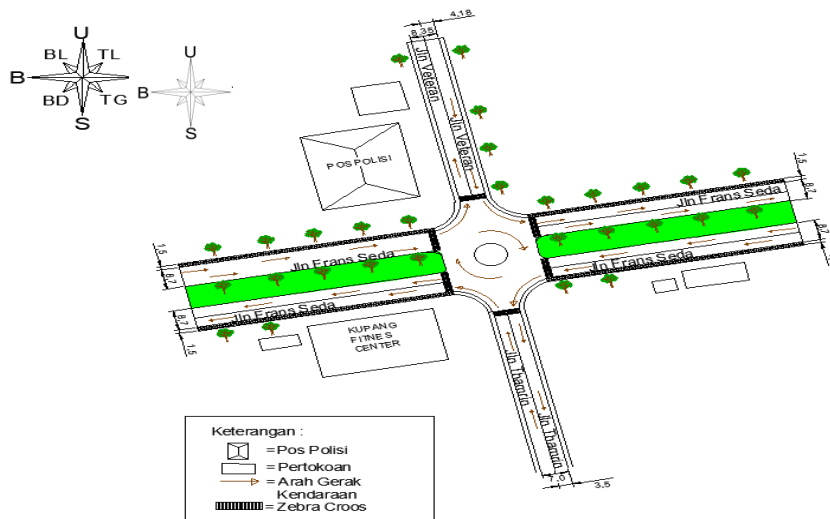 U
BL TL
B
BD TG
S
U
B
S
4,18
8,35
Jln Veteran
Jln Veteran
POS POLISI
1,5
8,7
Jln Frans Seda
8,7
Jln Frans Seda
1,5
8,7
Jln Frans Seda
8,7
1,5
Jln Frans Seda
KUPANG
FITNES
CENTER
Jln Thamrin
Jln Thamrin
7,0
3,5
Keterangan :
=Pos Polisi
=Pertokoan
=Arah Gerak
Kendaraan
=Zebra Croos